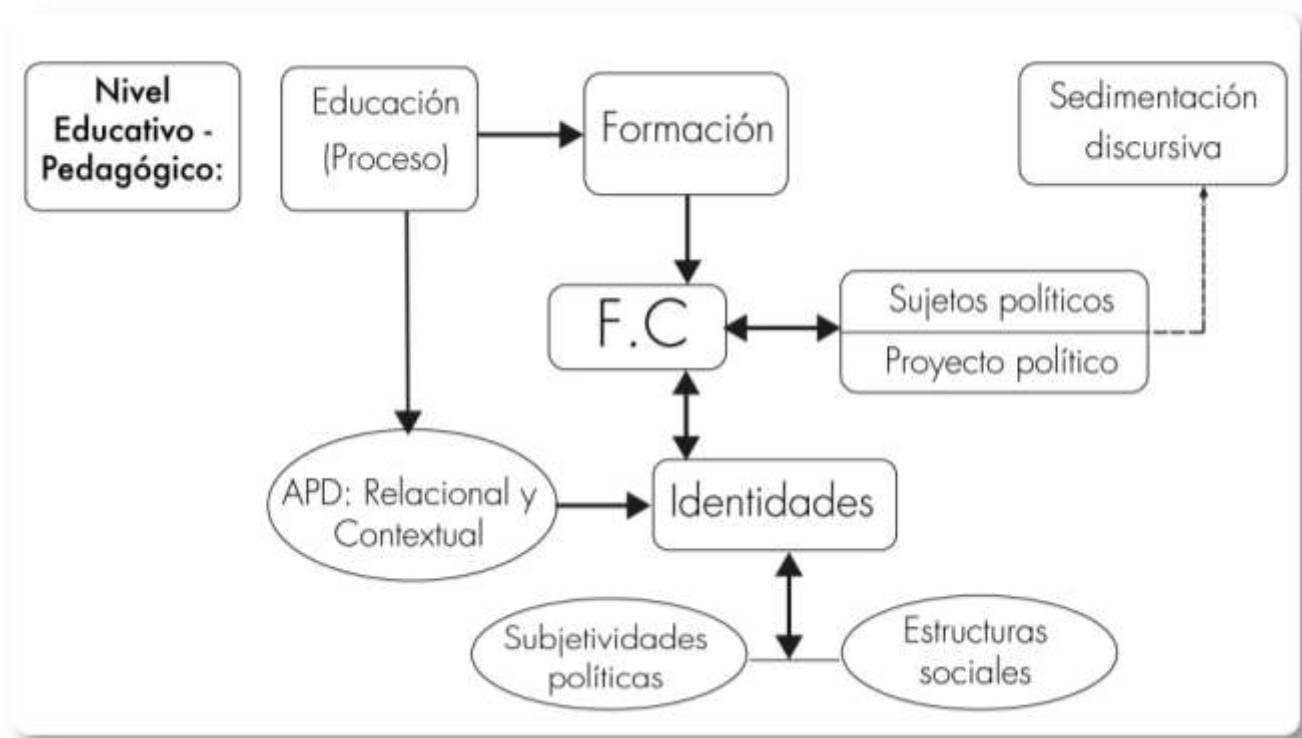 Nivel
Educativo -
Pedagógico:
Educación
(Proceso)
Formación
Sedimentación
discursiva
F.C
Sujetos políticos
Proyecto político
APD: Relacional y
Contextual
Identidades
Subjetividades
políticas
Estructuras
sociales